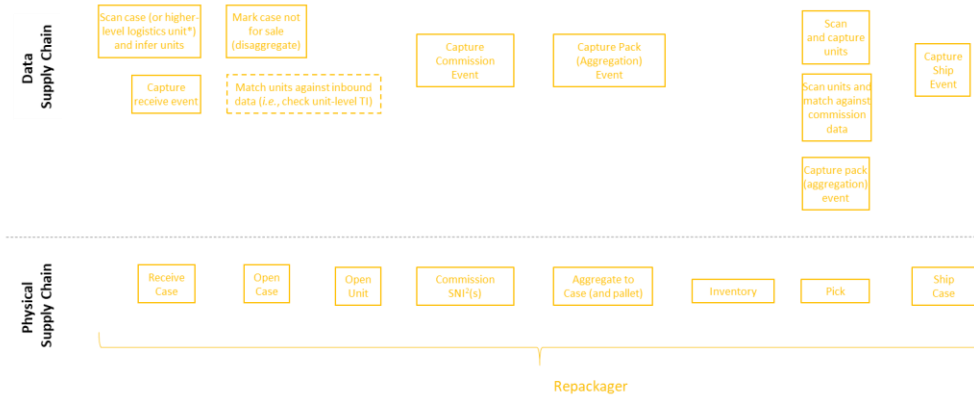 Data
Supply Chain
Scan case (or higher-
level logistics unit*)
and infer units
Mark case not
for sale
(disaggregate)
Capture
receive event
Match units against inbound
data (i.e., check unit-level TI)
Capture
Commission
Event
Capture Pack
(Aggregation)
Event
Scan
and capture
units
Scan units and
match against
commission
data
Capture pack
(aggregation)
event
Capture
Ship
Event
Physical
Supply Chain
Receive
Case
Open
Case
Open
Unit
Commission
SNI²(s)
Aggregate to
Case (and pallet)
Inventory
Pick
Ship
Case
Repackager